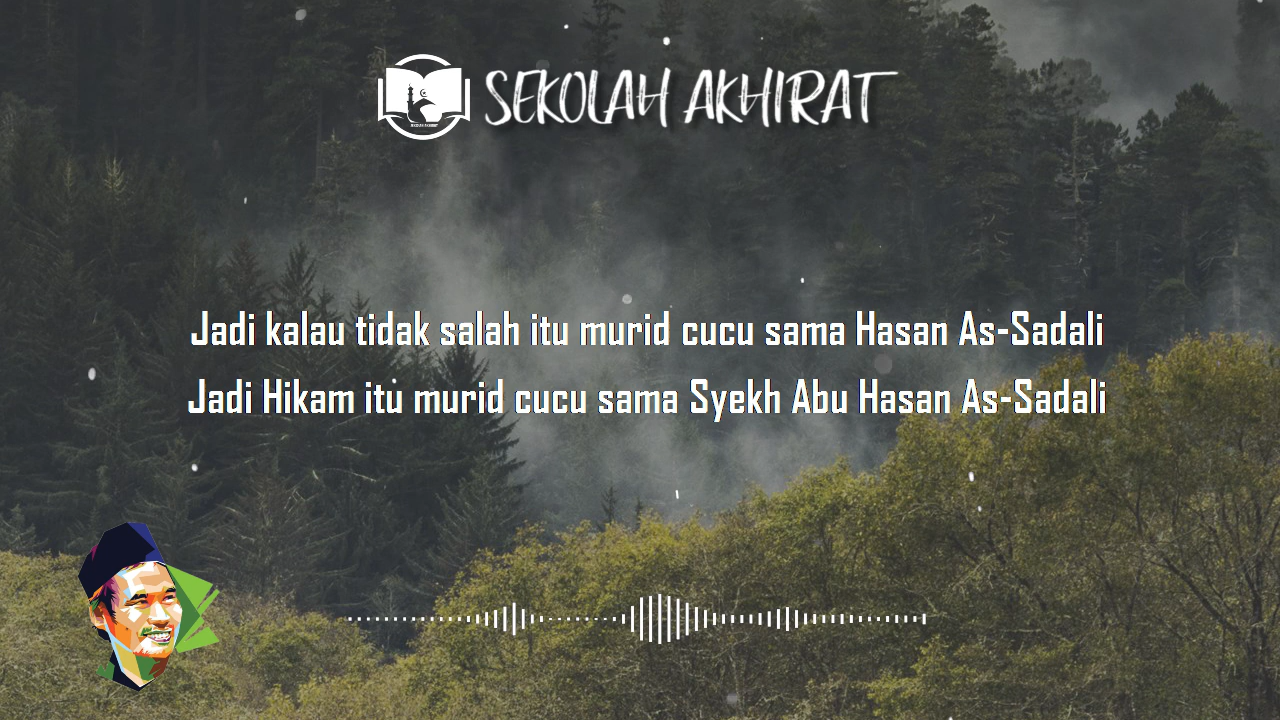 SEKOLAH AKHIRAT
Jadi kalau tidak salah itu murid cucu sama Hasan As-Sadali
Jadi Hikam itu murid cucu sama Syekh Abu Hasan As-Sadali